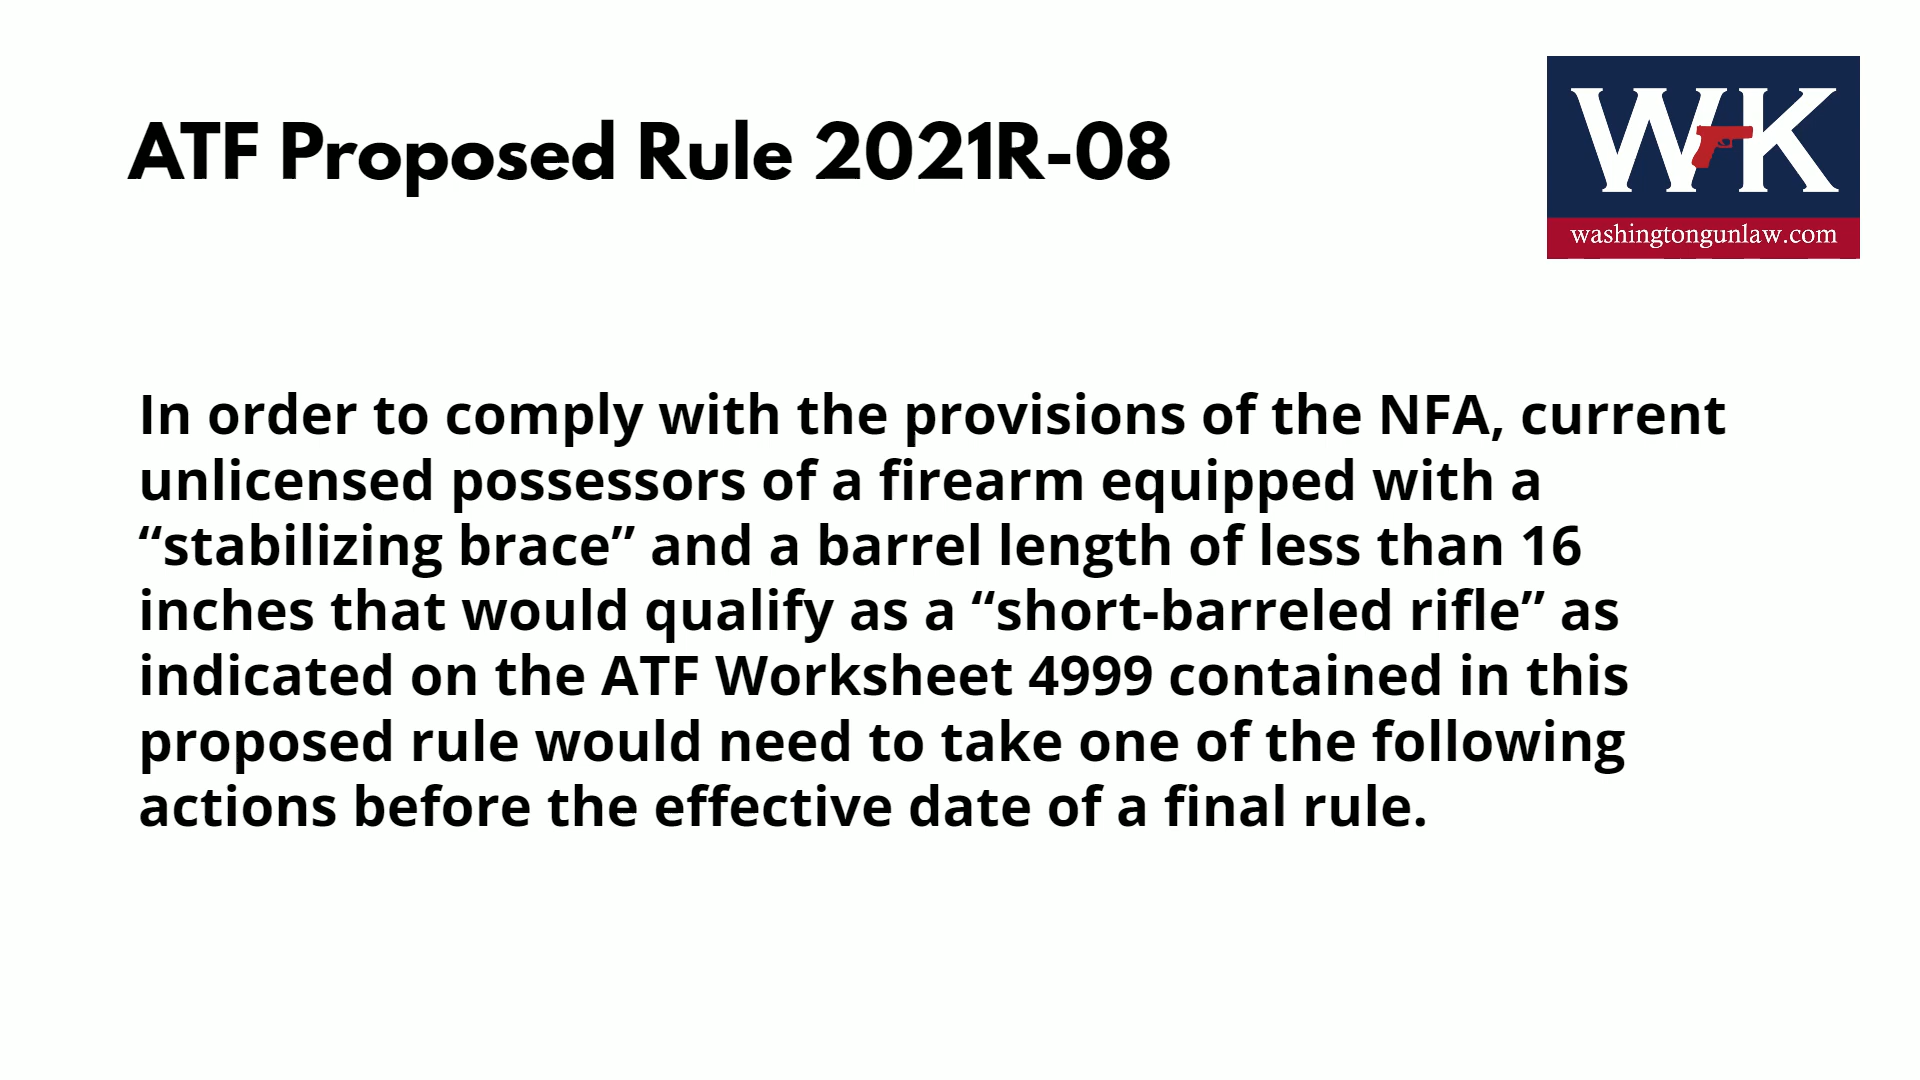 ATF Proposed Rule 2021R-08
WK
washingtongunlaw.com
In order to comply with the provisions of the NFA, current
unlicensed possessors of a firearm equipped with a
“stabilizing brace” and a barrel length of less than 16
inches that would qualify as a “short-barreled rifle” as
indicated on the ATF Worksheet 4999 contained in this
proposed rule would need to take one of the following
actions before the effective date of a final rule.